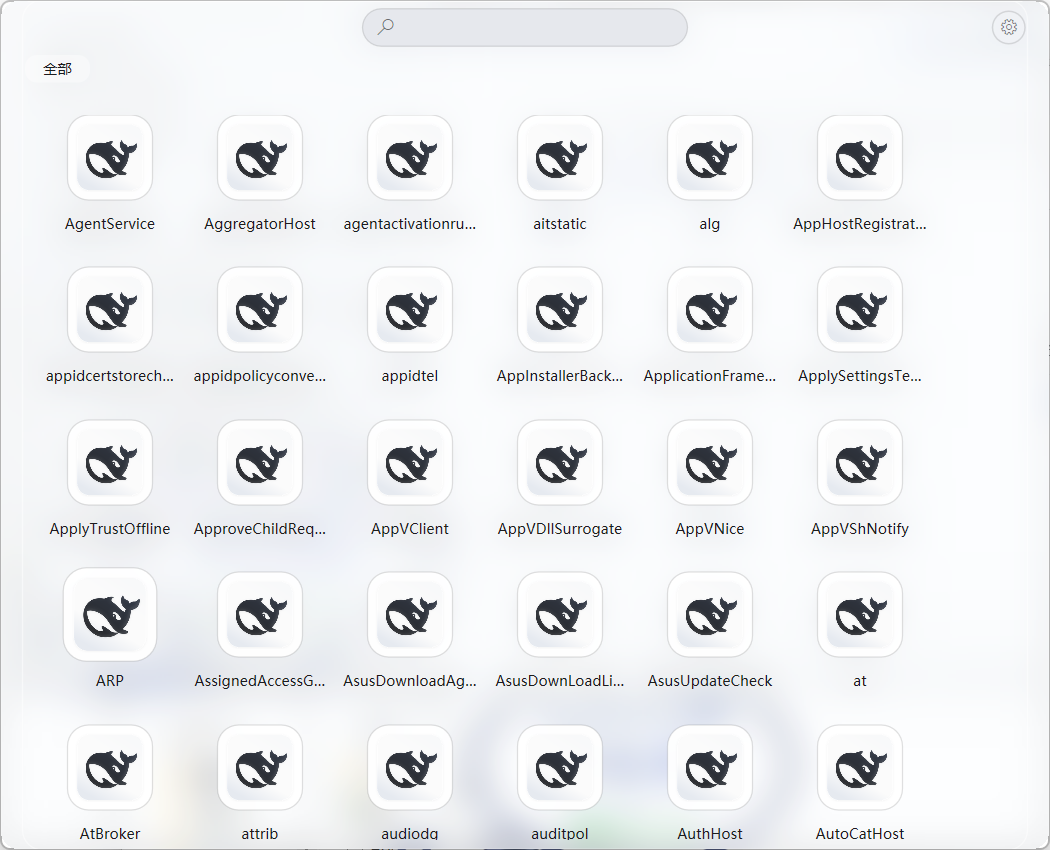 全部
AgentService AggregatorHost agentactivationru... aitstatic alg AppHostRegistrat...
appidcertstorech... appidpolicyconve... appidtel AppInstallerBack... ApplicationFrame... ApplySettingsTe...
ApplyTrustOffline ApproveChildReq... AppVClient AppVDllSurrogate AppVNice AppVShNotify
ARP AssignedAccessG... AsusDownloadAg... AsusDownLoadLi... AsusUpdateCheck at
AtBroker attrib audiodg auditpol AuthHost AutoCatHost